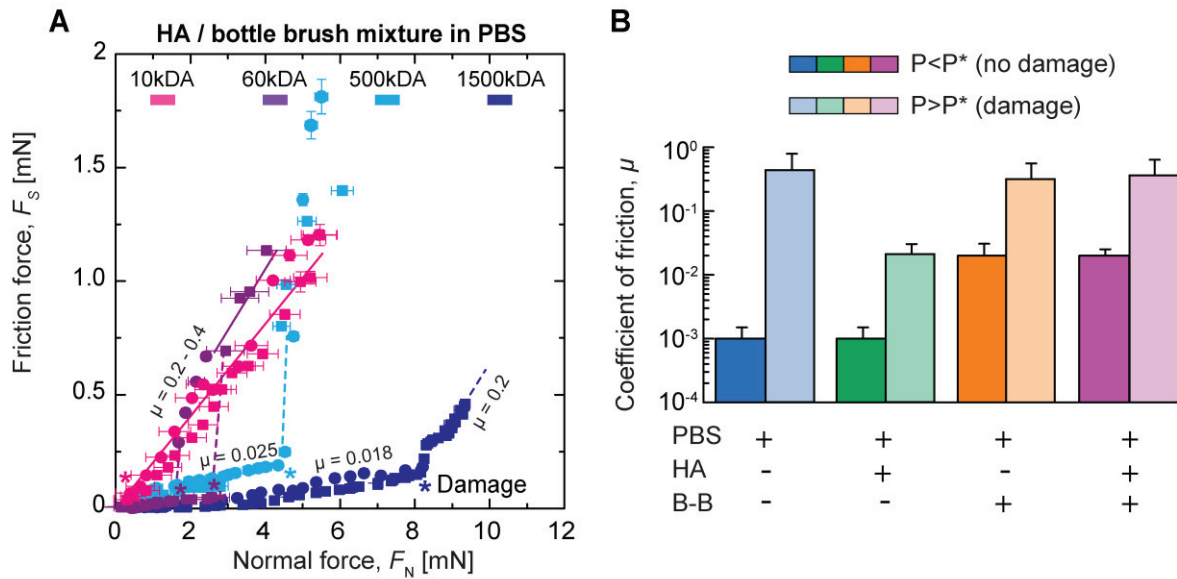 A
HA / bottle brush mixture in PBS
10kDA 60kDA 500kDA 1500kDA
Friction force, FS [mN]
2
1.5
1.0
0.5
0
μ = 0.2 - 0.4
μ = 0.025
μ = 0.018
μ = 0.2
* Damage
0 2 4 6 8 10 12
Normal force, FN [mN]
B
P<P* (no damage)
P>P* (damage)
Coefficient of friction, μ
10⁰
10⁻¹
10⁻²
10⁻³
10⁻⁴
PBS + + + +
HA - + - +
B-B - - + +